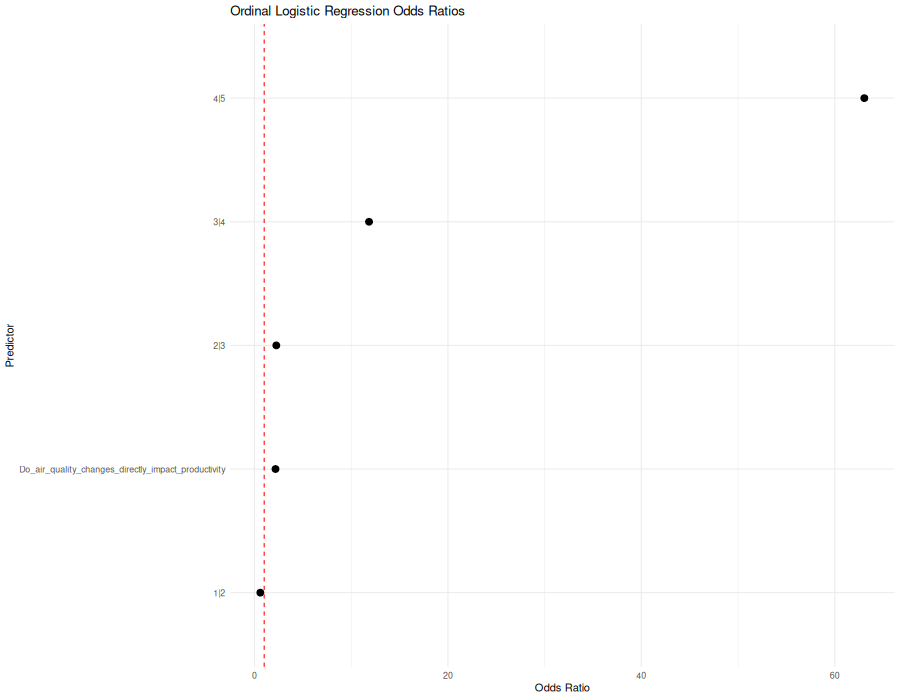 Ordinal Logistic Regression Odds Ratios
4|5
3|4
2|3
Do_air_quality_changes_directly_impact_productivity
1|2
Predictor
0
20
40
60
Odds Ratio